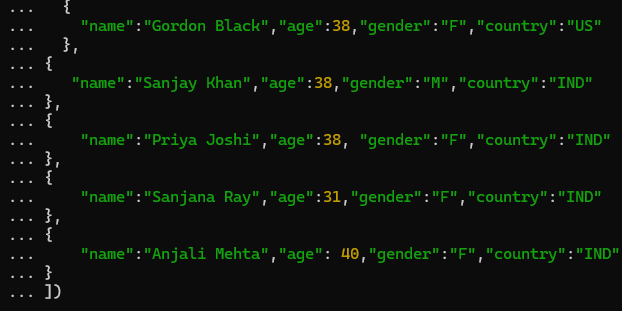 ...   {
...     "name":"Gordon Black","age":38,"gender":"F","country":"US"
...   },
... {
...    "name":"Sanjay Khan","age":38,"gender":"M","country":"IND"
... },
... {
...     "name":"Priya Joshi","age":38, "gender":"F","country":"IND"
... },
... {
...     "name":"Sanjana Ray","age":31,"gender":"F","country":"IND"
... },
... {
...     "name":"Anjali Mehta","age": 40,"gender":"F","country":"IND"
... }
... ])